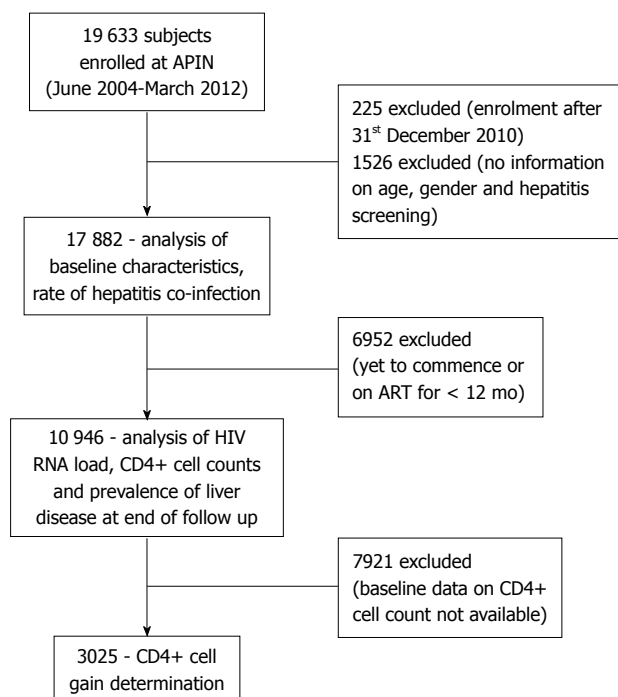 19 633 subjects
enrolled at APIN
(June 2004-March 2012)
225 excluded (enrolment after
31st December 2010)
1526 excluded (no information
on age, gender and hepatitis
screening)
17 882 - analysis of
baseline characteristics,
rate of hepatitis co-infection
6952 excluded
(yet to commence or
on ART for < 12 mo)
10 946 - analysis of HIV
RNA load, CD4+ cell counts
and prevalence of liver
disease at end of follow up
7921 excluded
(baseline data on CD4+
cell count not available)
3025 - CD4+ cell
gain determination